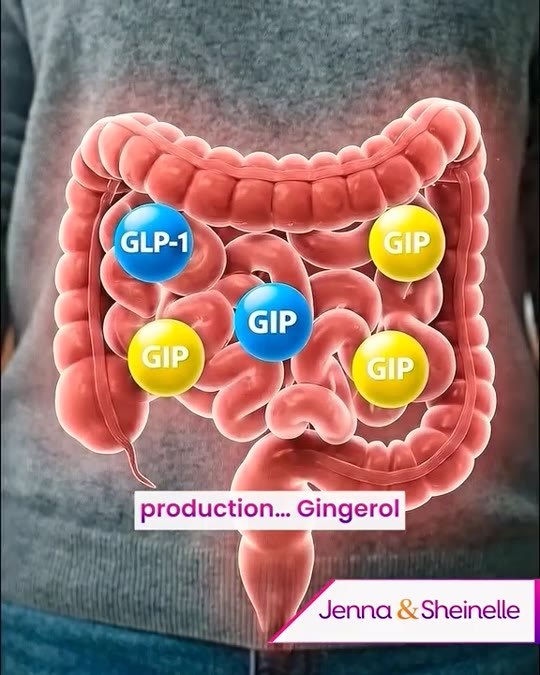 GLP-1
GIP
GIP
GIP
GIP
production... Gingerol
Jenna & Sheinelle